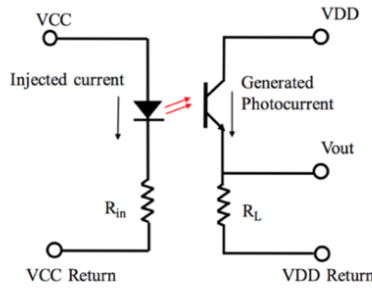 VCC
VDD
Injected current
Generated
Photocurrent
Vout
Rin
RL
VCC Return
VDD Return